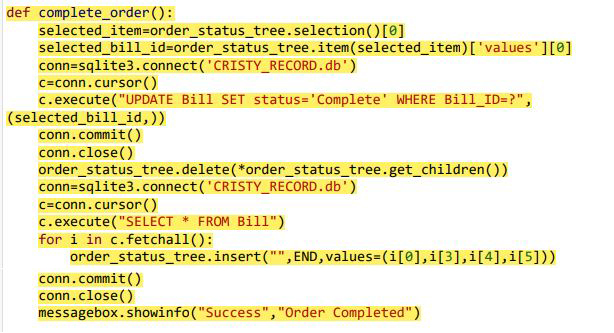 def complete_order():
    selected_item=order_status_tree.selection()[0]
    selected_bill_id=order_status_tree.item(selected_item)['values'][0]
    conn=sqlite3.connect('CRISTY_RECORD.db')
    c=conn.cursor()
    c.execute("UPDATE Bill SET status='Complete' WHERE Bill_ID=?",
(selected_bill_id,))
    conn.commit()
    conn.close()
    order_status_tree.delete(*order_status_tree.get_children())
    conn=sqlite3.connect('CRISTY_RECORD.db')
    c=conn.cursor()
    c.execute("SELECT * FROM Bill")
    for i in c.fetchall():
        order_status_tree.insert("",END,values=(i[0],i[3],i[4],i[5]))
    conn.commit()
    conn.close()
    messagebox.showinfo("Success","Order Completed")